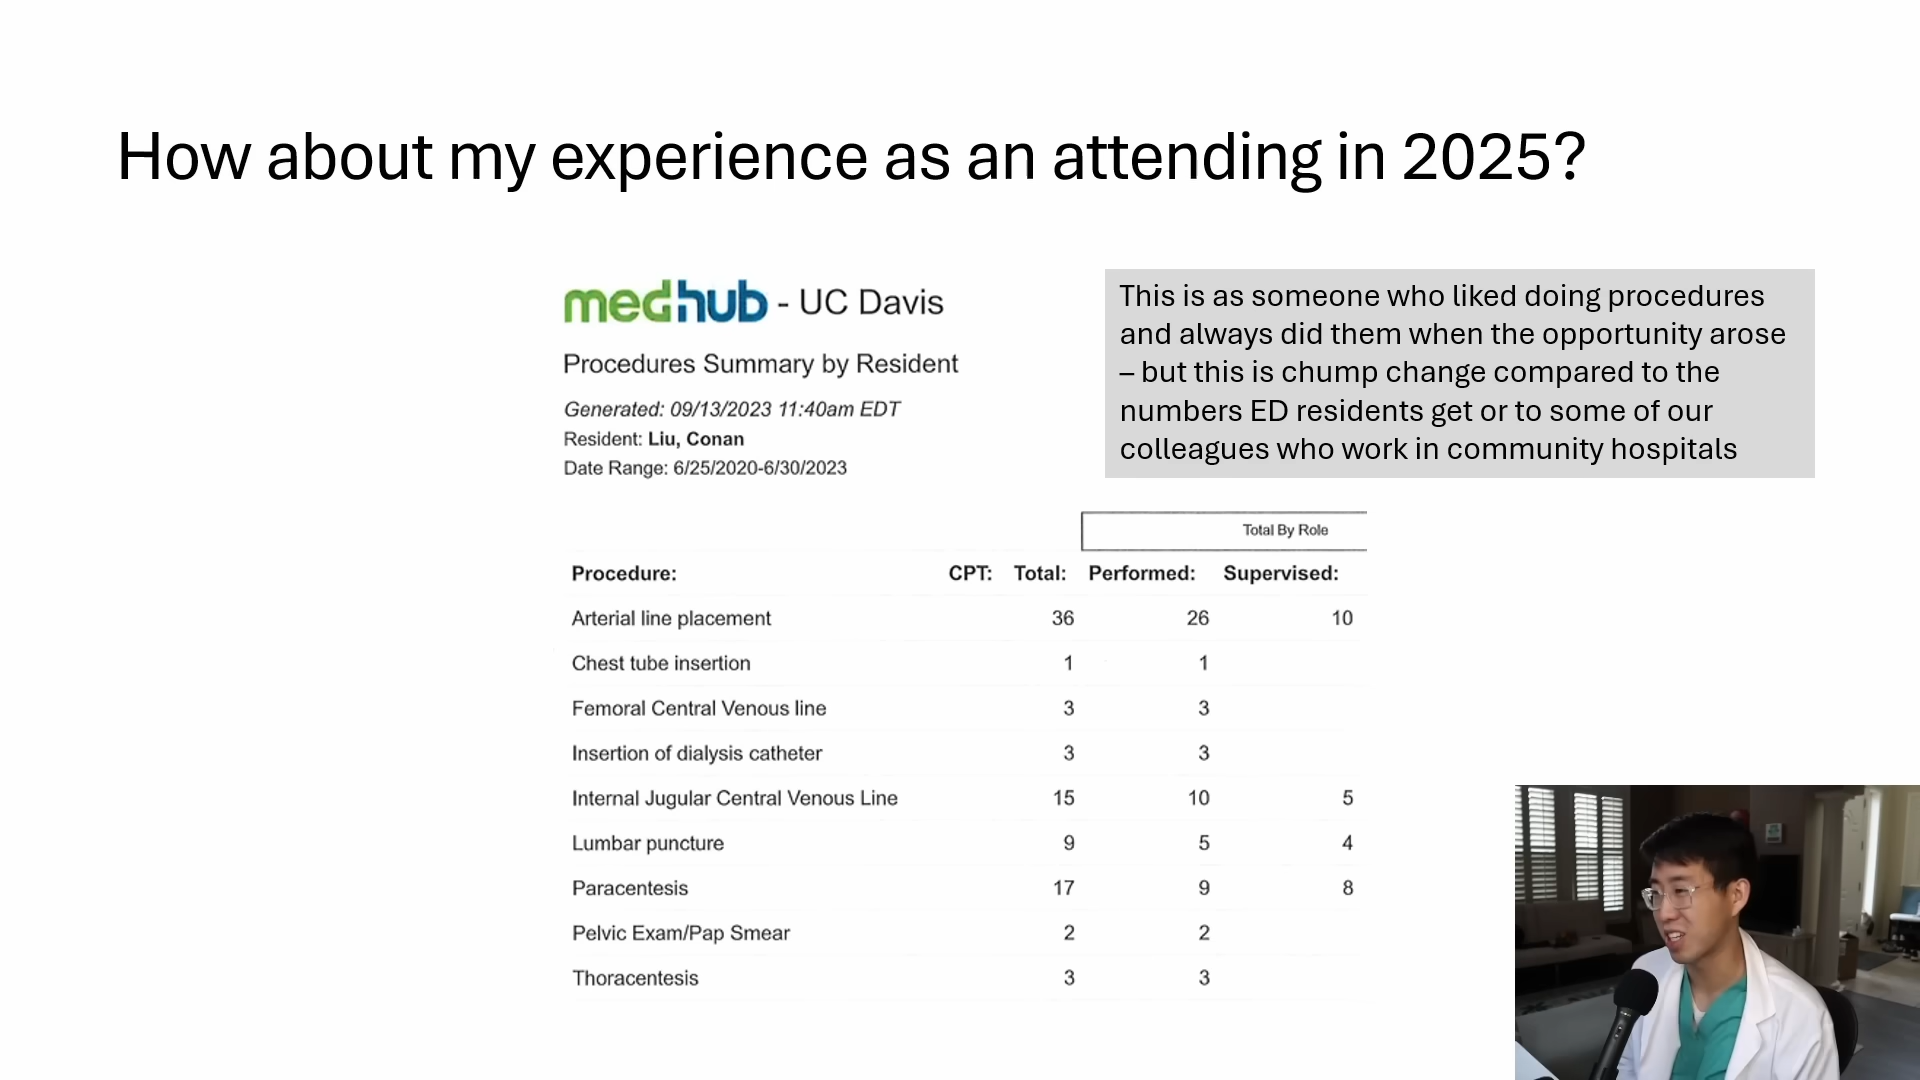 How about my experience as an attending in 2025?
medhub - UC Davis
Procedures Summary by Resident
Generated: 09/13/2023 11:40am EDT
Resident: Liu, Conan
Date Range: 6/25/2020-6/30/2023
This is as someone who liked doing procedures
and always did them when the opportunity arose
– but this is chump change compared to the
numbers ED residents get or to some of our
colleagues who work in community hospitals
Total By Role
Procedure: CPT: Total: Performed: Supervised:
Arterial line placement 36 26 10
Chest tube insertion 1 1
Femoral Central Venous line 3 3
Insertion of dialysis catheter 3 3
Internal Jugular Central Venous Line 15 10 5
Lumbar puncture 9 5 4
Paracentesis 17 9 8
Pelvic Exam/Pap Smear 2 2
Thoracentesis 3 3